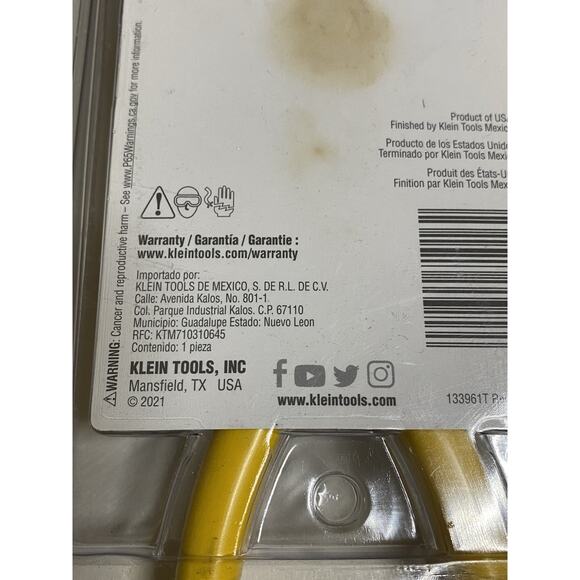 Product of USA
Finished by Klein Tools Mexico
Producto de los Estados Unidos
Terminado por Klein Tools Mexi
Produit des États-U
Finition par Klein Tools Mexi
Warranty / Garantía / Garantie :
www.kleintools.com/warranty
Importado por:
KLEIN TOOLS DE MEXICO, S. DE R.L. DE C.V.
Calle: Avenida Kalos, No. 801-1
Col. Parque Industrial Kalos. C.P. 67110
Municipio: Guadalupe Estado: Nuevo Leon
RFC: KTM710310645
Contenido: 1 pieza
KLEIN TOOLS, INC
Mansfield, TX USA
© 2021
www.kleintools.com
133961T
⚠WARNING: Cancer and reproductive harm – See www.P65Warnings.ca.gov for more information.